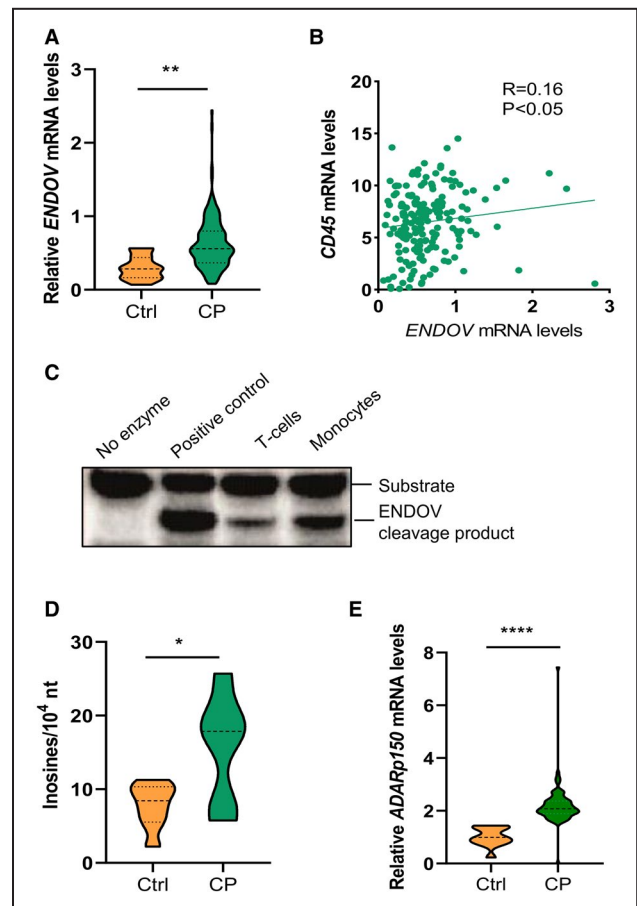 A
Relative ENDOV mRNA levels
3
2
1
0
**
Ctrl
CP
B
CD45 mRNA levels
20
15
10
5
0
R=0.16
P<0.05
0
1
2
3
ENDOV mRNA levels
C
No enzyme
Positive control
T-cells
Monocytes
Substrate
ENDOV
cleavage product
D
Inosines/10⁴ nt
30
20
10
0
*
Ctrl
CP
E
Relative ADARp150 mRNA levels
8
6
4
2
0
****
Ctrl
CP